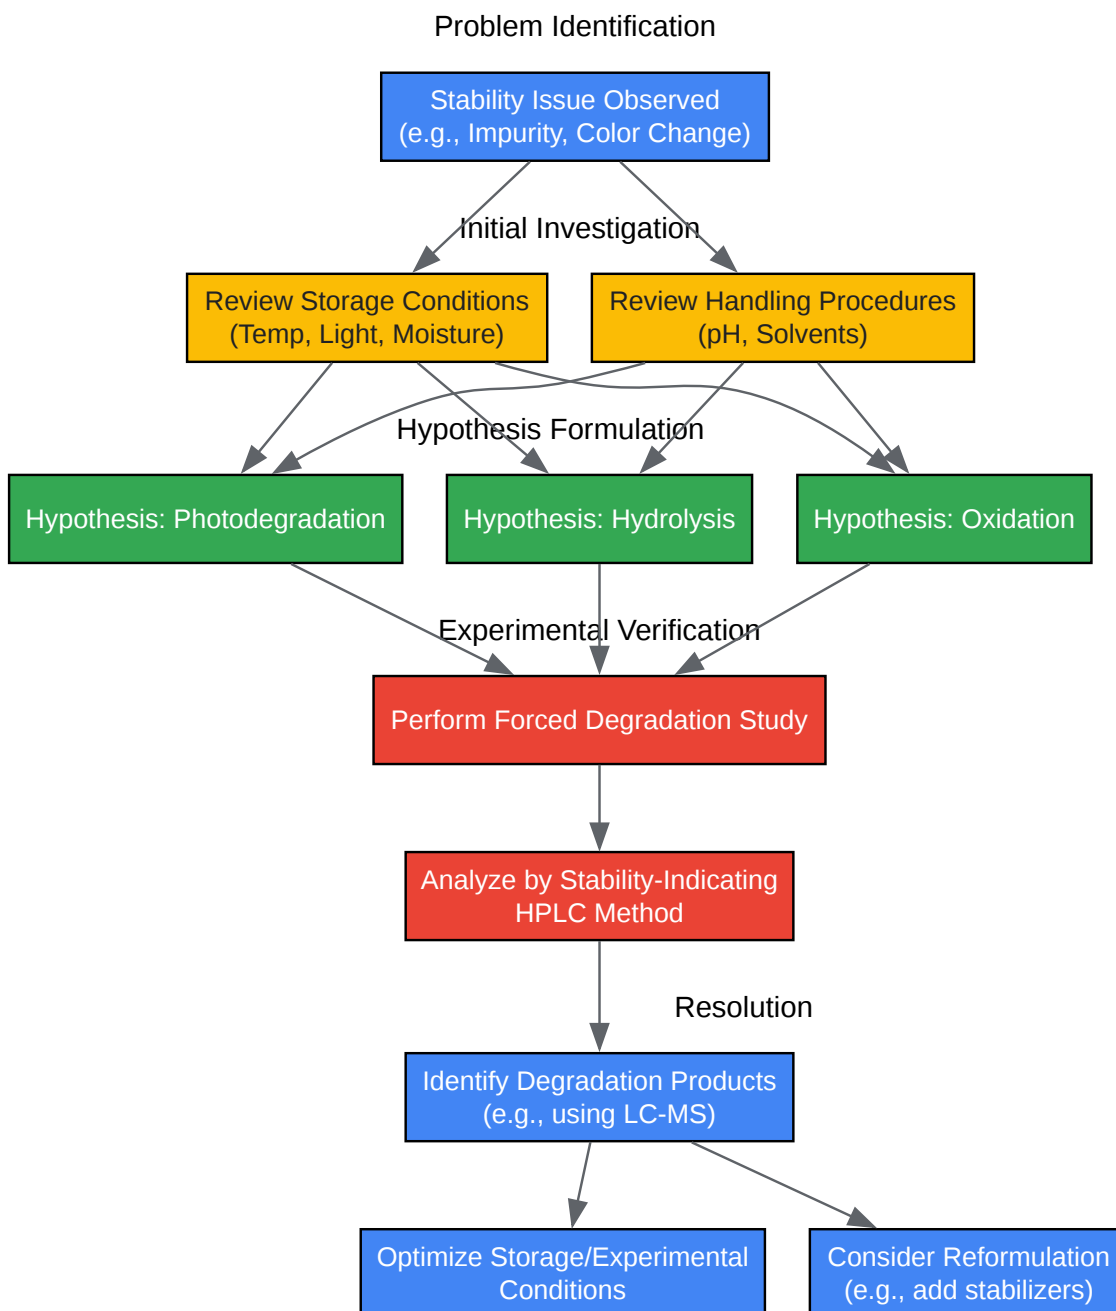 Problem Identification
Stability Issue Observed
(e.g., Impurity, Color Change)
Initial Investigation
Review Storage Conditions
(Temp, Light, Moisture)
Review Handling Procedures
(pH, Solvents)
Hypothesis Formulation
Hypothesis: Photodegradation
Hypothesis: Hydrolysis
Hypothesis: Oxidation
Experimental Verification
Perform Forced Degradation Study
Analyze by Stability-Indicating
HPLC Method
Resolution
Identify Degradation Products
(e.g., using LC-MS)
Optimize Storage/Experimental
Conditions
Consider Reformulation
(e.g., add stabilizers)